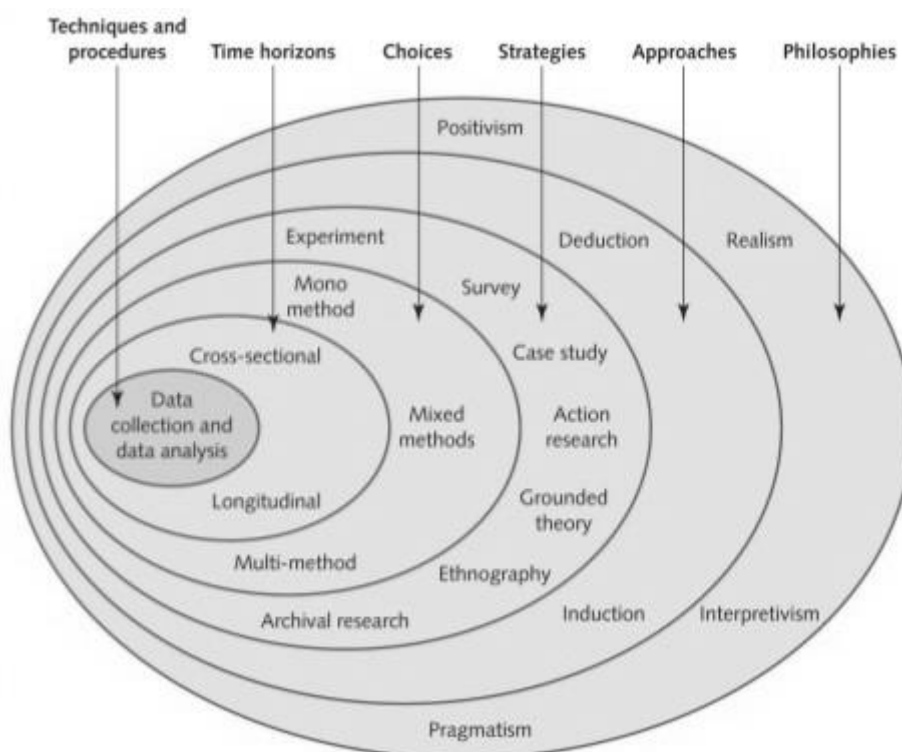 Techniques and
procedures
Time horizons
Choices
Strategies
Approaches
Philosophies
Positivism
Experiment
Deduction
Realism
Mono
method
Survey
Cross-sectional
Case study
Data
collection and
data analysis
Mixed
methods
Action
research
Longitudinal
Grounded
theory
Multi-method
Ethnography
Archival research
Induction
Interpretivism
Pragmatism